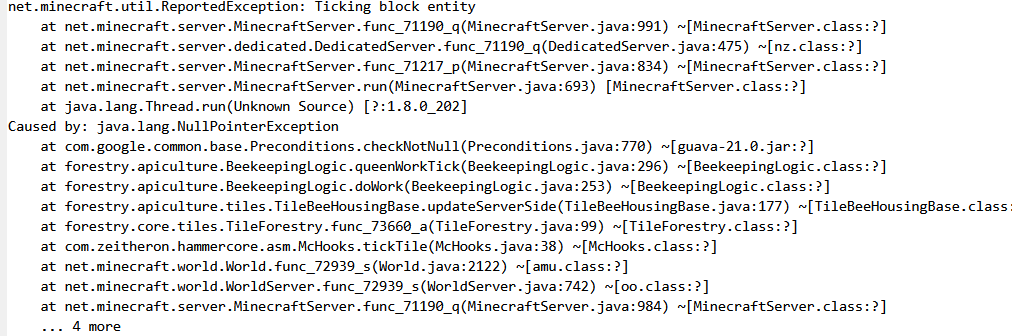 net.minecraft.util.ReportedException: Ticking block entity
at net.minecraft.server.MinecraftServer.func_71190_q(MinecraftServer.java:991) ~[MinecraftServer.class:?]
at net.minecraft.server.dedicated.DedicatedServer.func_71190_q(DedicatedServer.java:475) ~[nz.class:?]
at net.minecraft.server.MinecraftServer.func_71217_p(MinecraftServer.java:834) ~[MinecraftServer.class:?]
at net.minecraft.server.MinecraftServer.run(MinecraftServer.java:693) [MinecraftServer.class:?]
at java.lang.Thread.run(Unknown Source) [?:1.8.0_202]
Caused by: java.lang.NullPointerException
at com.google.common.base.Preconditions.checkNotNull(Preconditions.java:770) ~[guava-21.0.jar:?]
at forestry.apiculture.BeekeepingLogic.queenWorkTick(BeekeepingLogic.java:296) ~[BeekeepingLogic.class:?]
at forestry.apiculture.BeekeepingLogic.doWork(BeekeepingLogic.java:253) ~[BeekeepingLogic.class:?]
at forestry.apiculture.tiles.TileBeeHousingBase.updateServerSide(TileBeeHousingBase.java:177) ~[TileBeeHousingBase.class:
at forestry.core.tiles.TileForestry.func_73660_a(TileForestry.java:99) ~[TileForestry.class:?]
at com.zeitheron.hammercore.asm.McHooks.tickTile(McHooks.java:38) ~[McHooks.class:?]
at net.minecraft.world.World.func_72939_s(World.java:2122) ~[amu.class:?]
at net.minecraft.world.WorldServer.func_72939_s(WorldServer.java:742) ~[oo.class:?]
at net.minecraft.server.MinecraftServer.func_71190_q(MinecraftServer.java:984) ~[MinecraftServer.class:?]
... 4 more